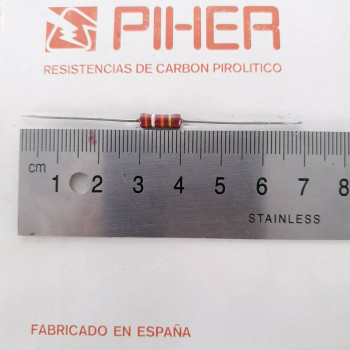 PIHER
RESISTENCIAS DE CARBON PIROLITICO
cm
1 2 3 4 5 6 7 8
STAINLESS
FABRICADO EN ESPAÑA